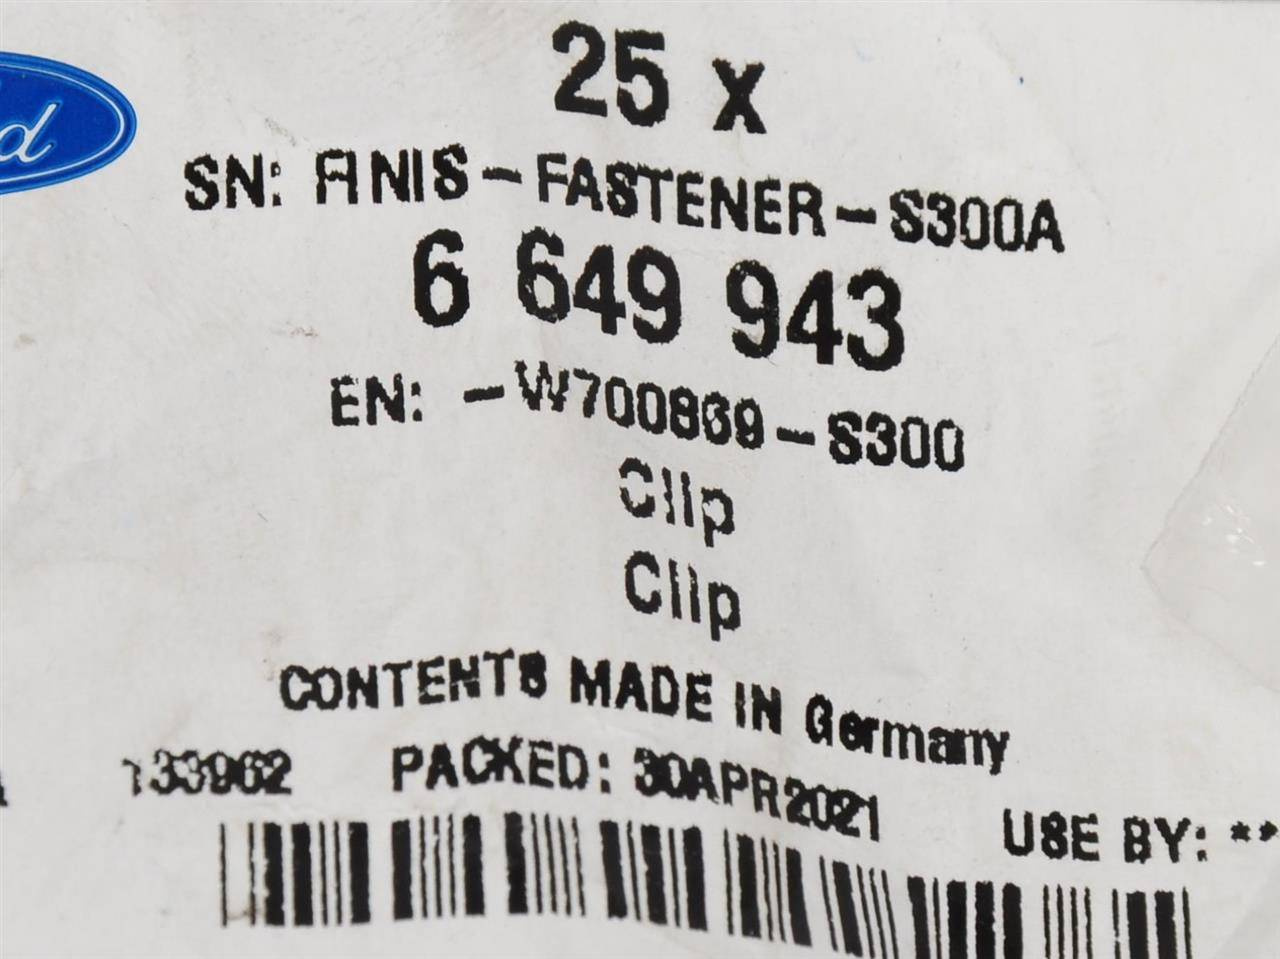 25 x
SN: FINIS-FASTENER-S300A
6 649 943
EN: -W700869-S300
Clip
Clip
CONTENTS MADE IN Germany
133962 PACKED: 30APR2021 USE BY: **